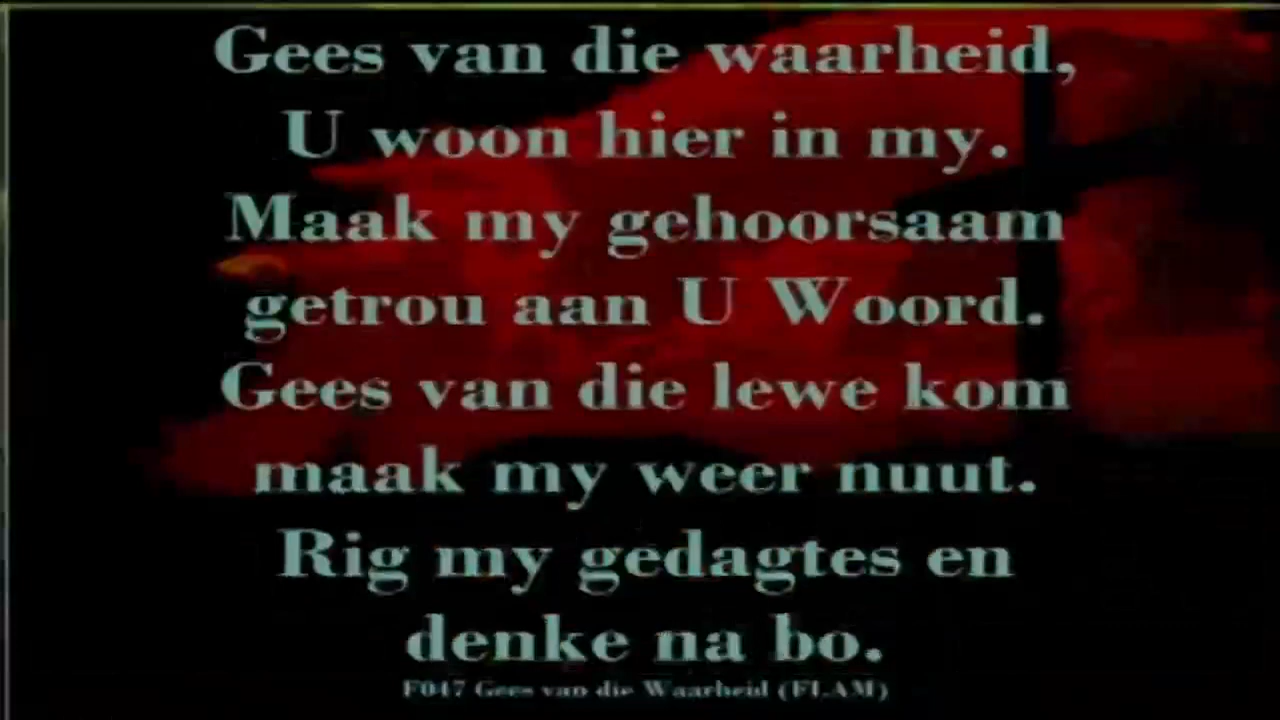 Gees van die waarheid,
U woon hier in my.
Maak my gehoorsaam
getrou aan U Woord.
Gees van die lewe kom
maak my weer nuut.
Rig my gedagtes en
denke na bo.
F047 Gees van die Waarheid (FLAM)